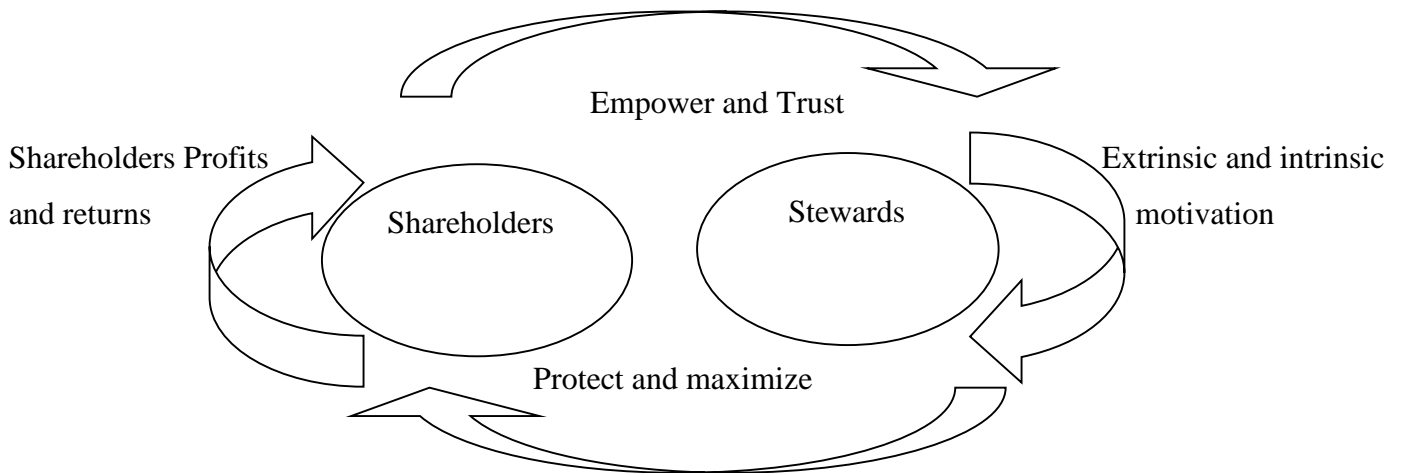 Empower and Trust
Shareholders Profits
and returns
Extrinsic and intrinsic
motivation
Shareholders
Stewards
Protect and maximize